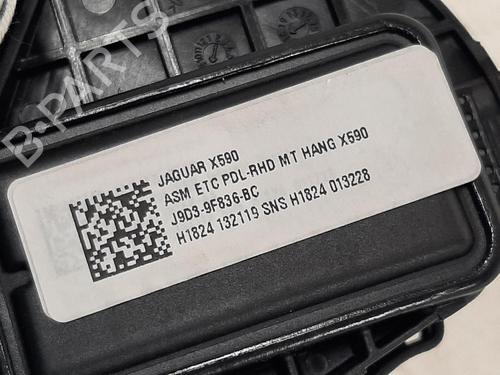 B-PARTS
JAGUAR X590
ASM ETC PDL-RHD MT HANG X590
J9D3-9F836-BC
H1824 132119 SNS H1824 013228